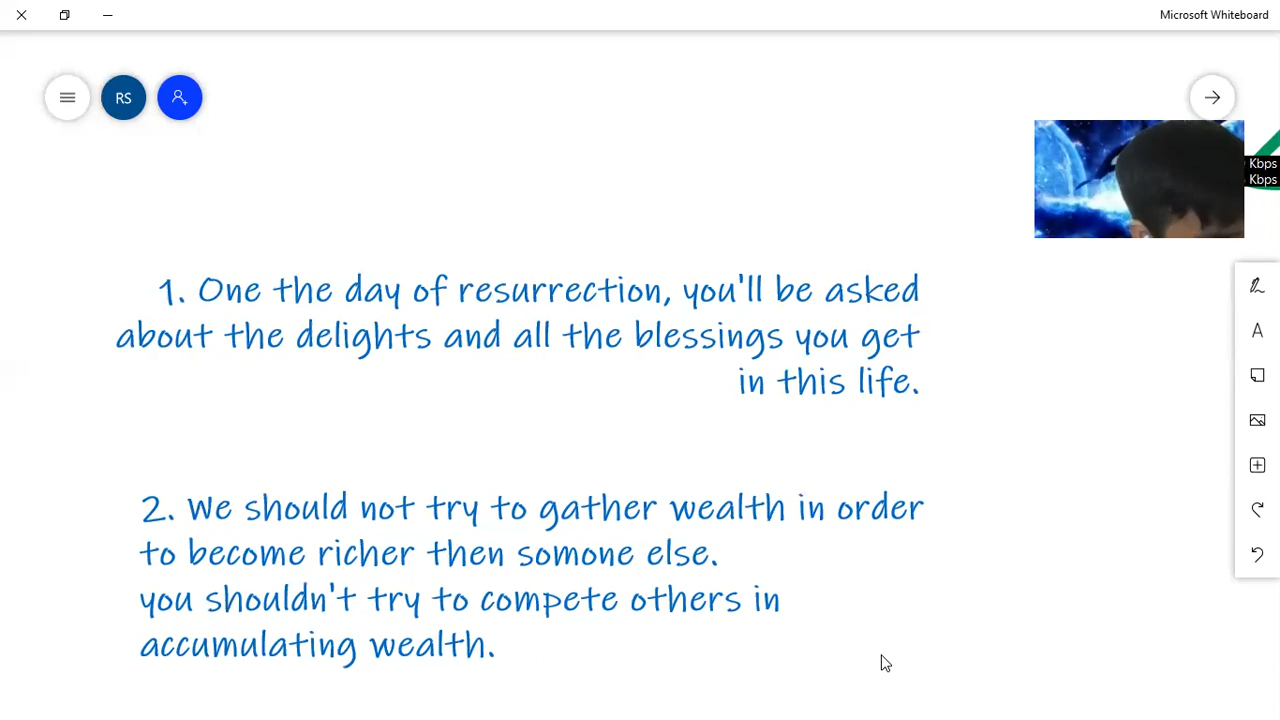 Microsoft Whiteboard
RS
Kbps
Kbps
1. One the day of resurrection, you'll be asked
about the delights and all the blessings you get
in this life.
2. We should not try to gather wealth in order
to become richer then somone else.
you shouldn't try to compete others in
accumulating wealth.